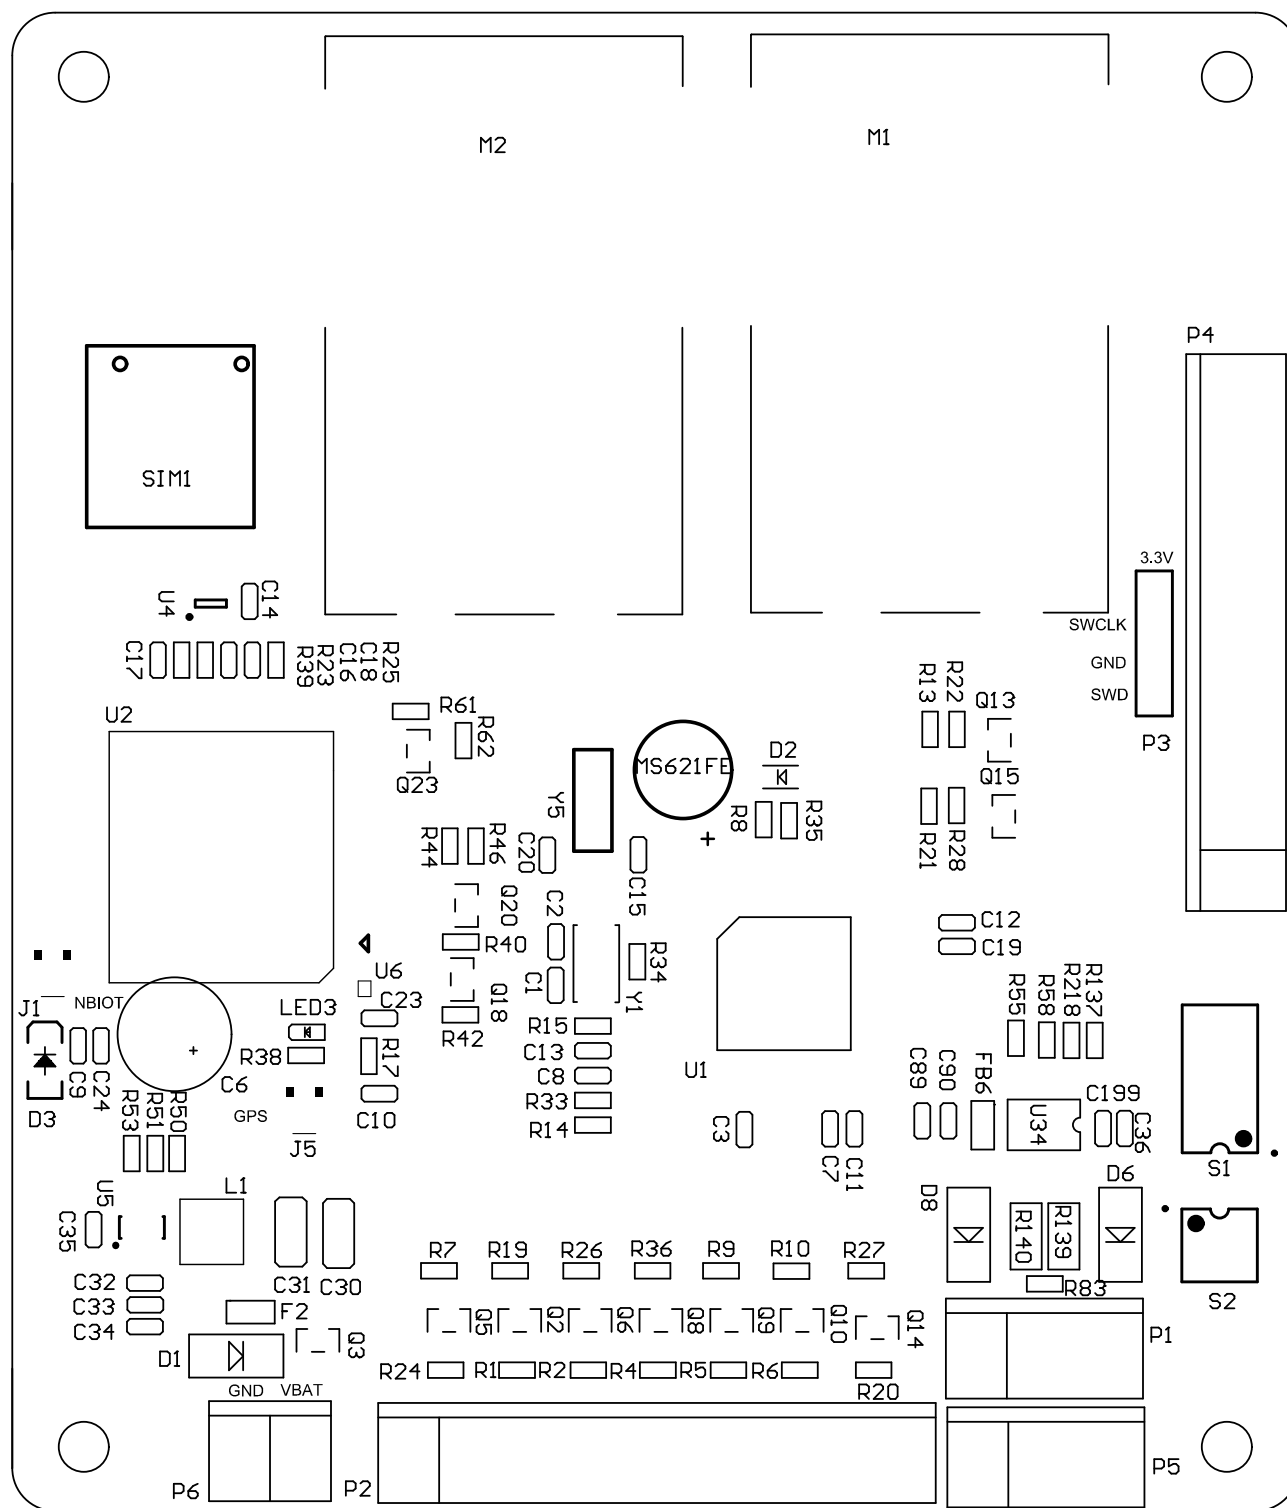 M2
M1
P4
SIM1
3.3V
SWCLK
GND
SWD
P3
U4
C14
C17
R39
R23
C16
C18
R25
U2
R61
R62
Q23
MS621FE
+
D2
R13
R22
Q13
Q15
Y5
R8
R35
R21
R28
R44
R46
C20
C15
Q20
C2
R40
C12
C19
U6
R34
J1
NBIOT
LED3
C23
Q18
C1
Y1
R55
R58
R218
R137
+
R38
R17
R42
R15
C13
C8
R33
R14
U1
C89
C90
FB6
C199
U34
C36
C9
C24
D3
C6
GPS
C10
C3
C7
C11
R53
R51
R50
J5
S1
U5
L1
C35
D8
R140
R139
D6
R7
R19
R26
R36
R9
R10
R27
C32
C33
C34
C31
C30
R83
S2
F2
Q5
Q2
Q6
Q8
Q9
Q10
Q14
P1
D1
Q3
R24
R1
R2
R4
R5
R6
R20
GND
VBAT
P6
P2
P5